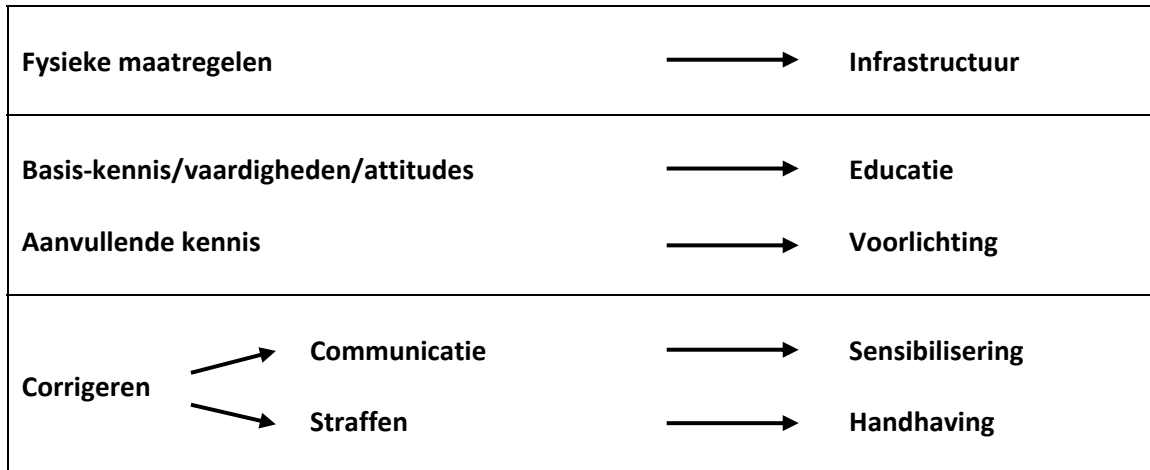 Fysieke maatregelen Infrastructuur
Basis-kennis/vaardigheden/attitudes Educatie
Aanvullende kennis Voorlichting
Communicatie Sensibilisering
Corrigeren
Straffen Handhaving